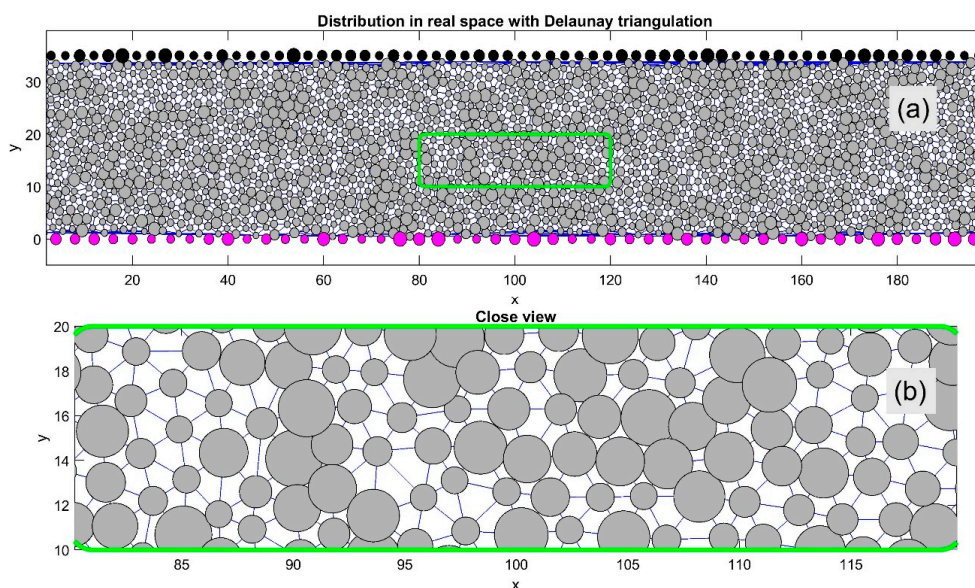 Distribution in real space with Delaunay triangulation
(a)
y
30
20
10
0
20 40 60 80 100 120 140 160 180
x
Close view
(b)
y
20
18
16
14
12
10
85 90 95 100 105 110 115
x